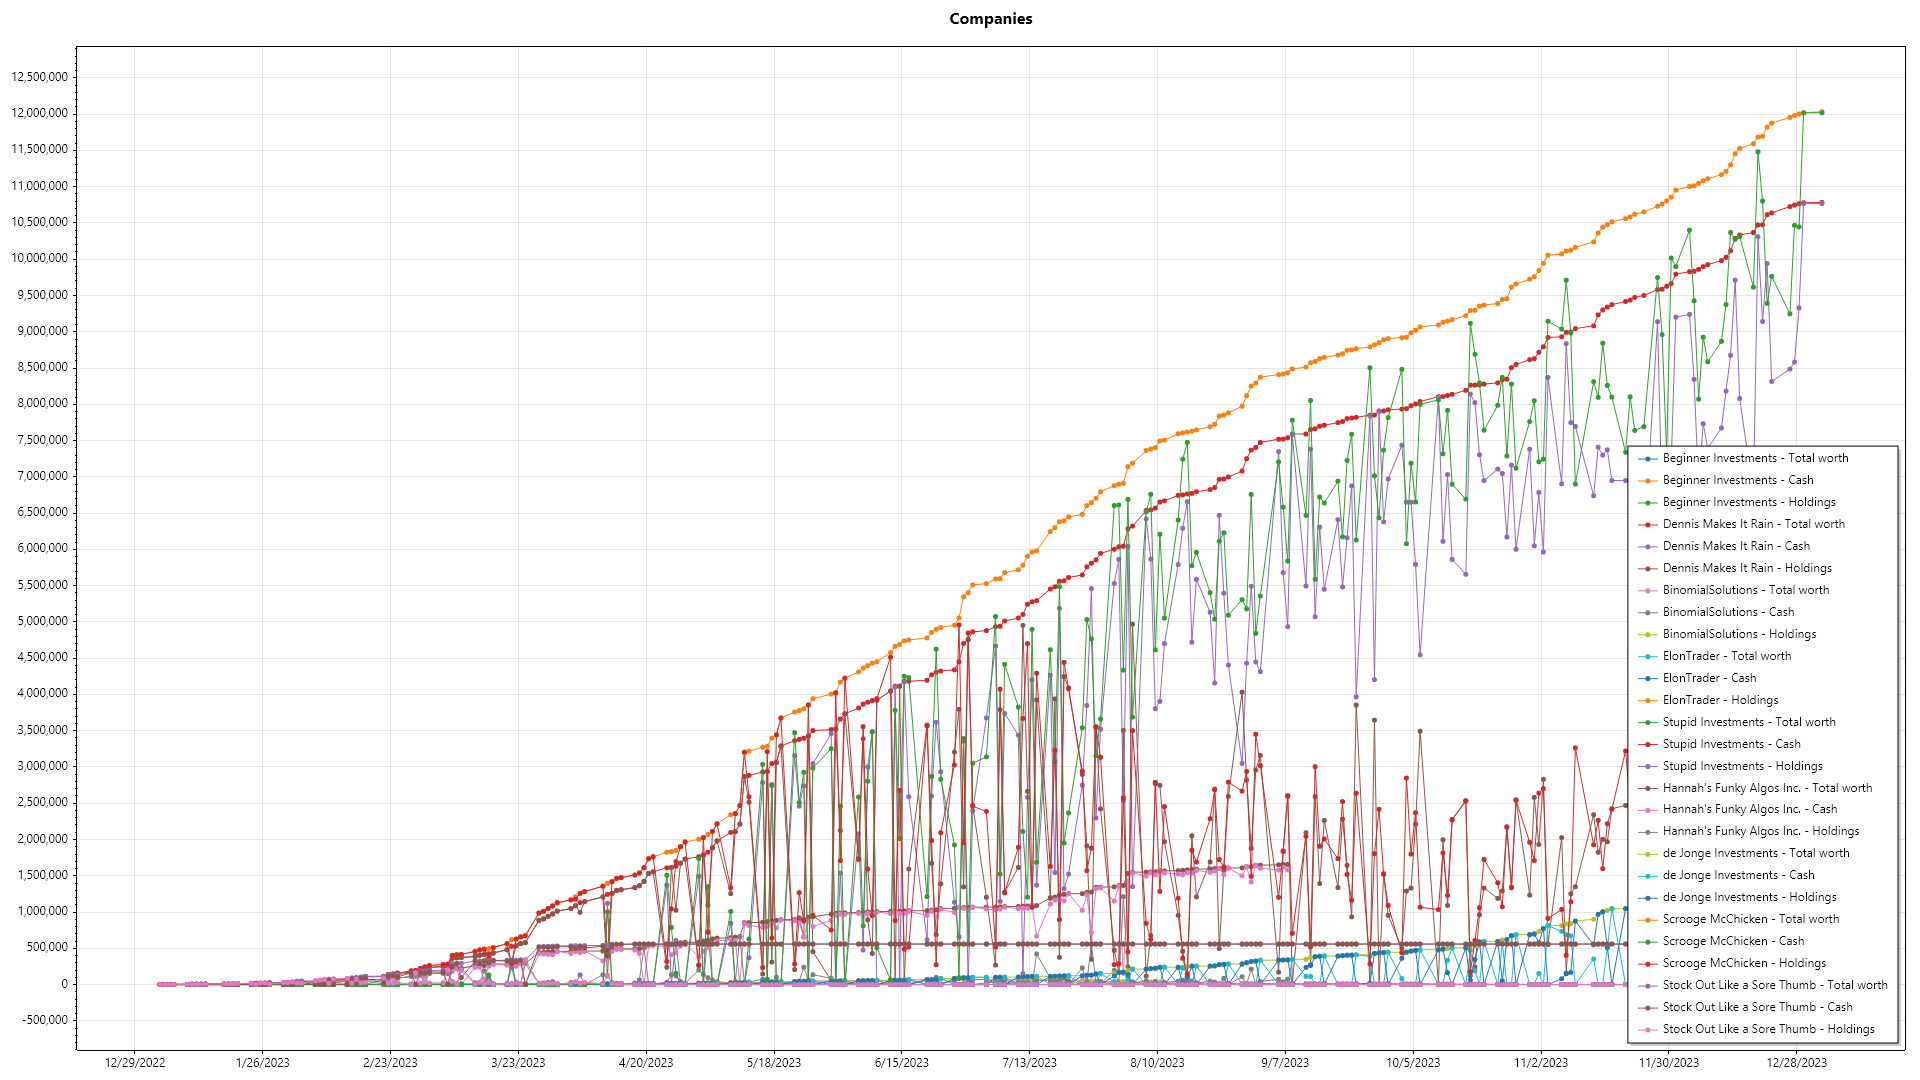 Companies
12,500,000
12,000,000
11,500,000
11,000,000
10,500,000
10,000,000
9,500,000
9,000,000
8,500,000
8,000,000
7,500,000
7,000,000
6,500,000
6,000,000
5,500,000
5,000,000
4,500,000
4,000,000
3,500,000
3,000,000
2,500,000
2,000,000
1,500,000
1,000,000
500,000
0
-500,000
12/29/2022 1/26/2023 2/23/2023 3/23/2023 4/20/2023 5/18/2023 6/15/2023 7/13/2023 8/10/2023 9/7/2023 10/5/2023 11/2/2023 11/30/2023 12/28/2023
Beginner Investments - Total worth
Beginner Investments - Cash
Beginner Investments - Holdings
Dennis Makes It Rain - Total worth
Dennis Makes It Rain - Cash
Dennis Makes It Rain - Holdings
BinomialSolutions - Total worth
BinomialSolutions - Cash
BinomialSolutions - Holdings
ElonTrader - Total worth
ElonTrader - Cash
ElonTrader - Holdings
Stupid Investments - Total worth
Stupid Investments - Cash
Stupid Investments - Holdings
Hannah's Funky Algos Inc. - Total worth
Hannah's Funky Algos Inc. - Cash
Hannah's Funky Algos Inc. - Holdings
de Jonge Investments - Total worth
de Jonge Investments - Cash
de Jonge Investments - Holdings
Scrooge McChicken - Total worth
Scrooge McChicken - Cash
Scrooge McChicken - Holdings
Stock Out Like a Sore Thumb - Total worth
Stock Out Like a Sore Thumb - Cash
Stock Out Like a Sore Thumb - Holdings